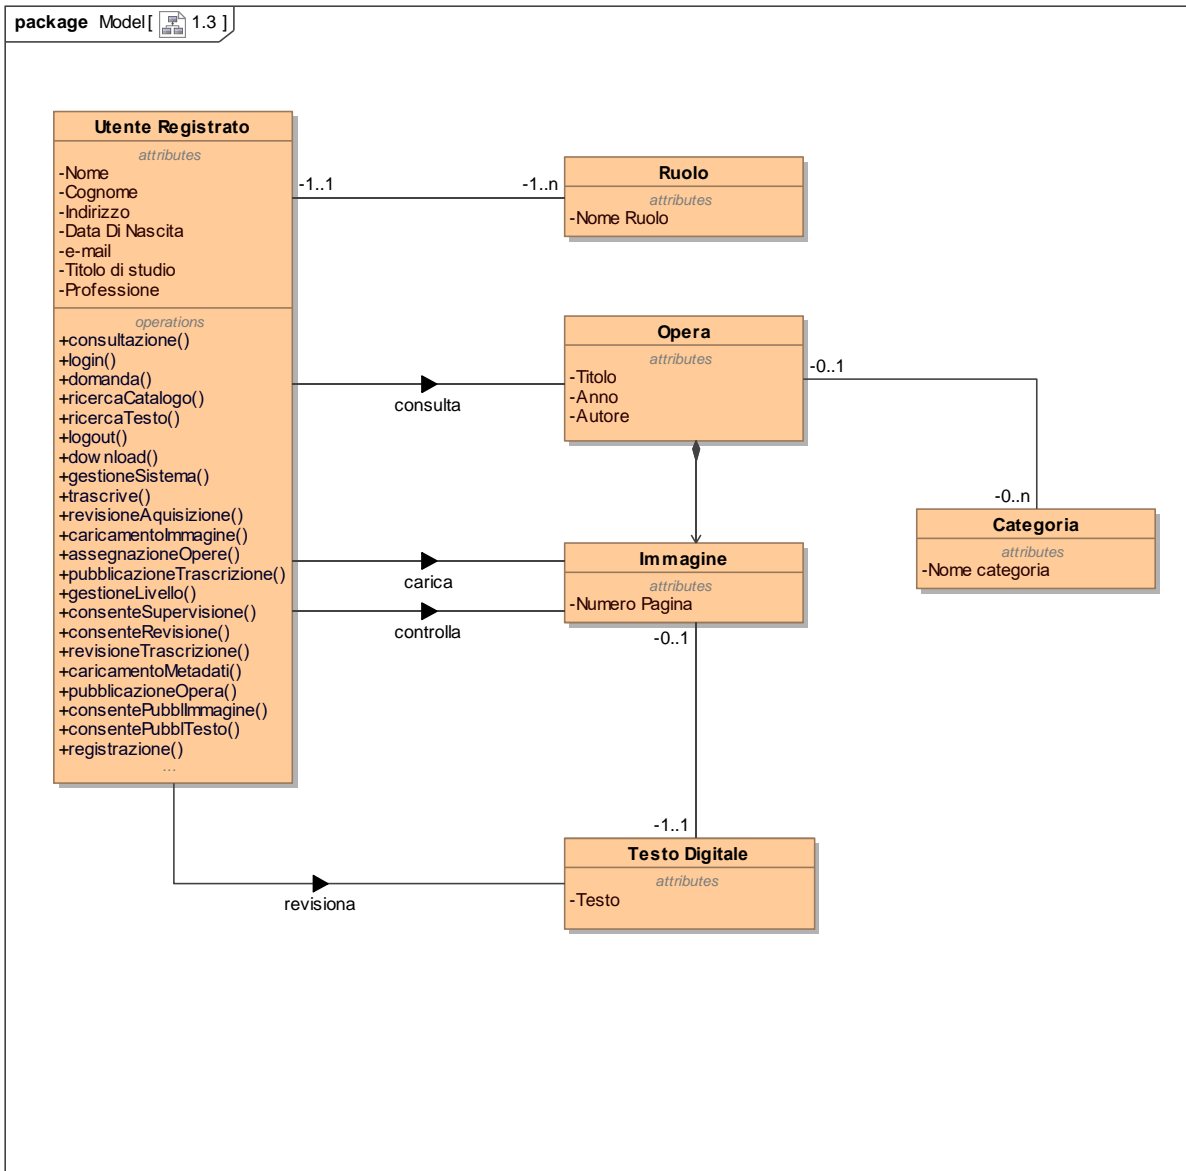 package Model [ 1.3 ]
Utente Registrato
attributes
-Nome
-Cognome
-Indirizzo
-Data Di Nascita
-e-mail
-Titolo di studio
-Professione
operations
+consultazione()
+login()
+domanda()
+ricercaCatalogo()
+ricercaTesto()
+logout()
+download()
+gestioneSistema()
+trascrive()
+revisioneAquisizione()
+caricamentoImmagine()
+assegnazioneOpere()
+pubblicazioneTrascrizione()
+gestioneLivello()
+consenteSupervisione()
+consenteRevisione()
+revisioneTrascrizione()
+caricamentoMetadati()
+pubblicazioneOpera()
+consentePubblImmagine()
+consentePubblTesto()
+registrazione()
...
-1..1
-1..n
Ruolo
attributes
-Nome Ruolo
consulta
Opera
attributes
-Titolo
-Anno
-Autore
-0..1
-0..n
Categoria
attributes
-Nome categoria
carica
controlla
Immagine
attributes
-Numero Pagina
-0..1
-1..1
Testo Digitale
attributes
-Testo
revisiona